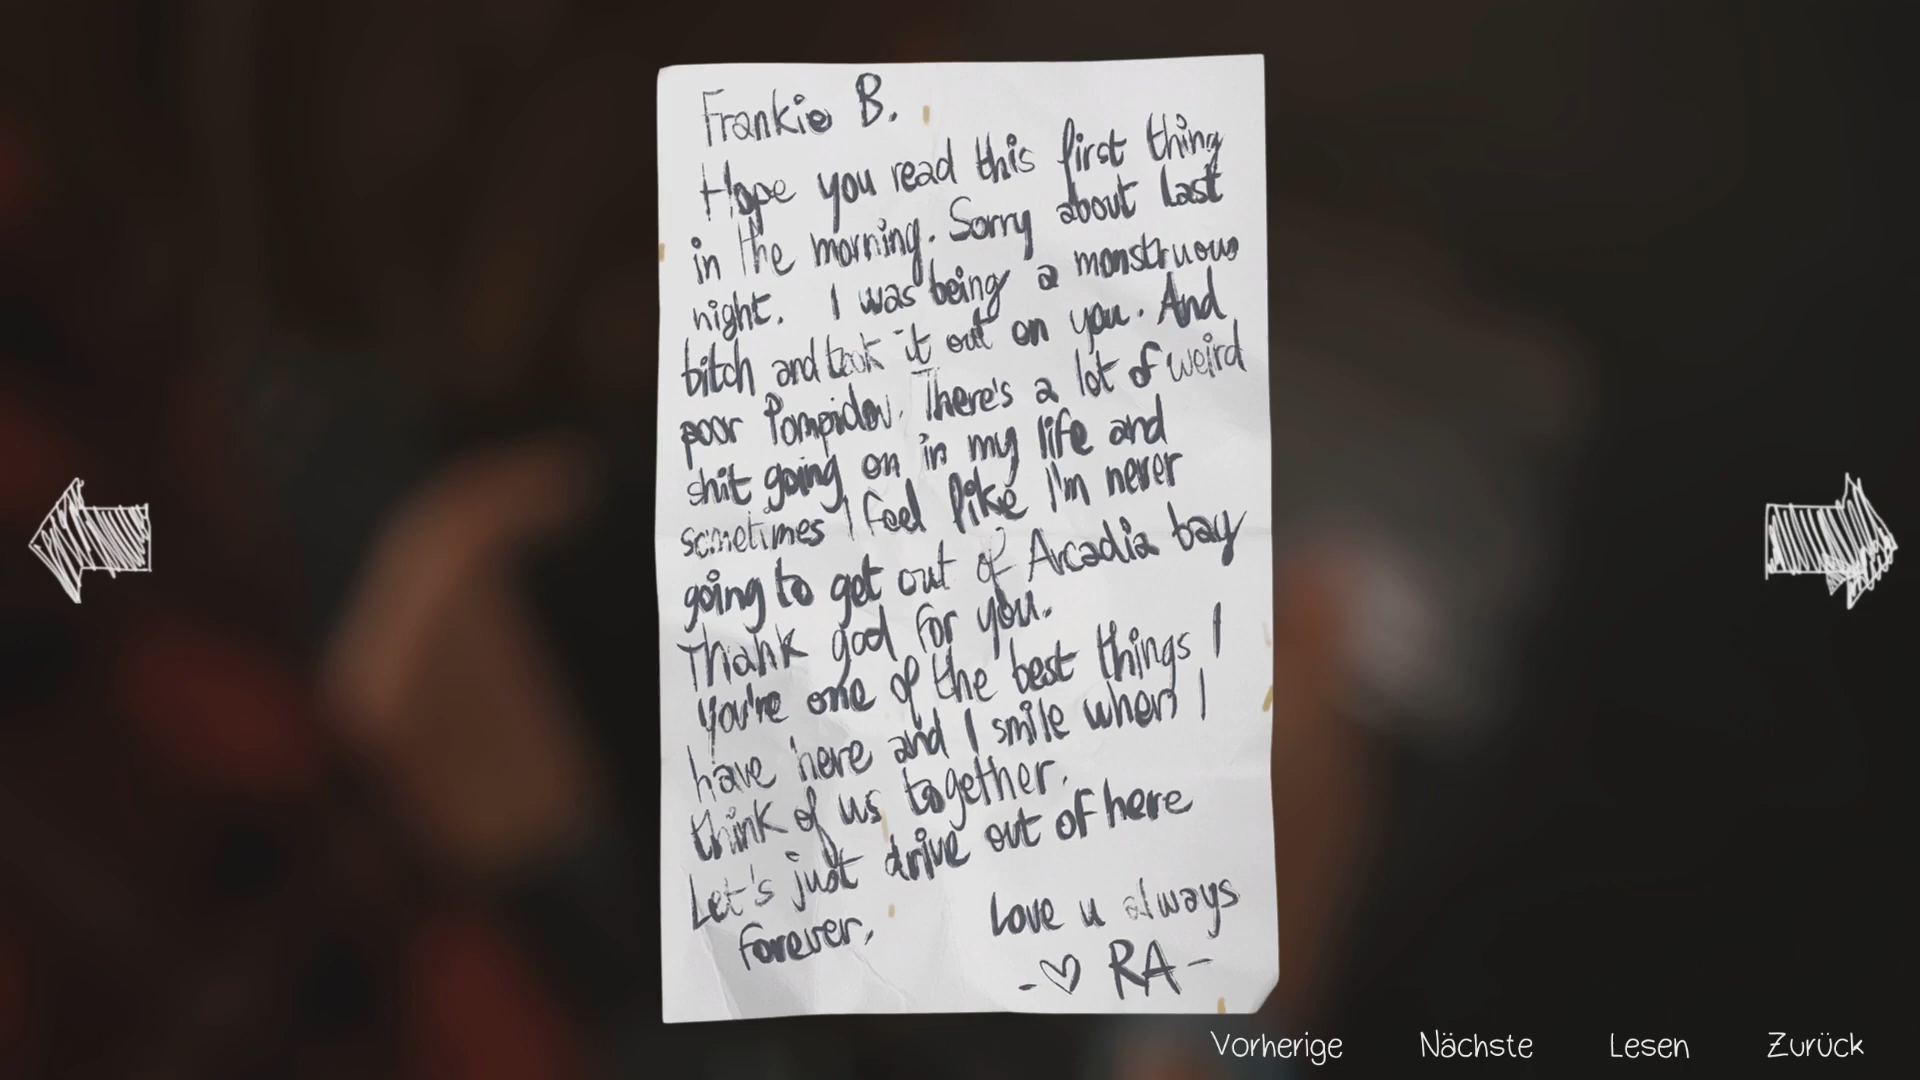 Frankie B.
Hope you read this first thing
in the morning. Sorry about last
night. I was being a monstruous
bitch and took it out on you. And
poor Pompidou. There's a lot of weird
shit going on in my life and
sometimes I feel like I'm never
going to get out of Arcadia bay
Thank god for you.
You're one of the best things I
have here and I smile when I
think of us together.
Let's just drive out of here
forever.
Love u always
-♡ RA-
Vorherige Nächste Lesen Zurück